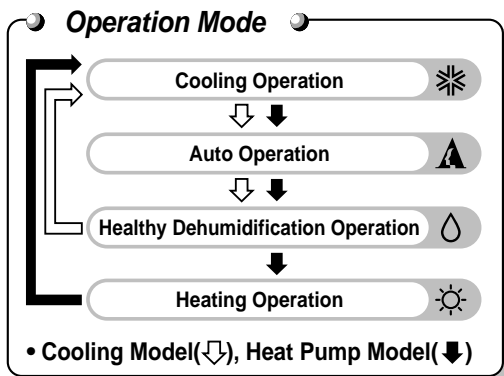 Operation Mode
Cooling Operation
Auto Operation
Healthy Dehumidification Operation
Heating Operation
• Cooling Model(⇩), Heat Pump Model(⬇)